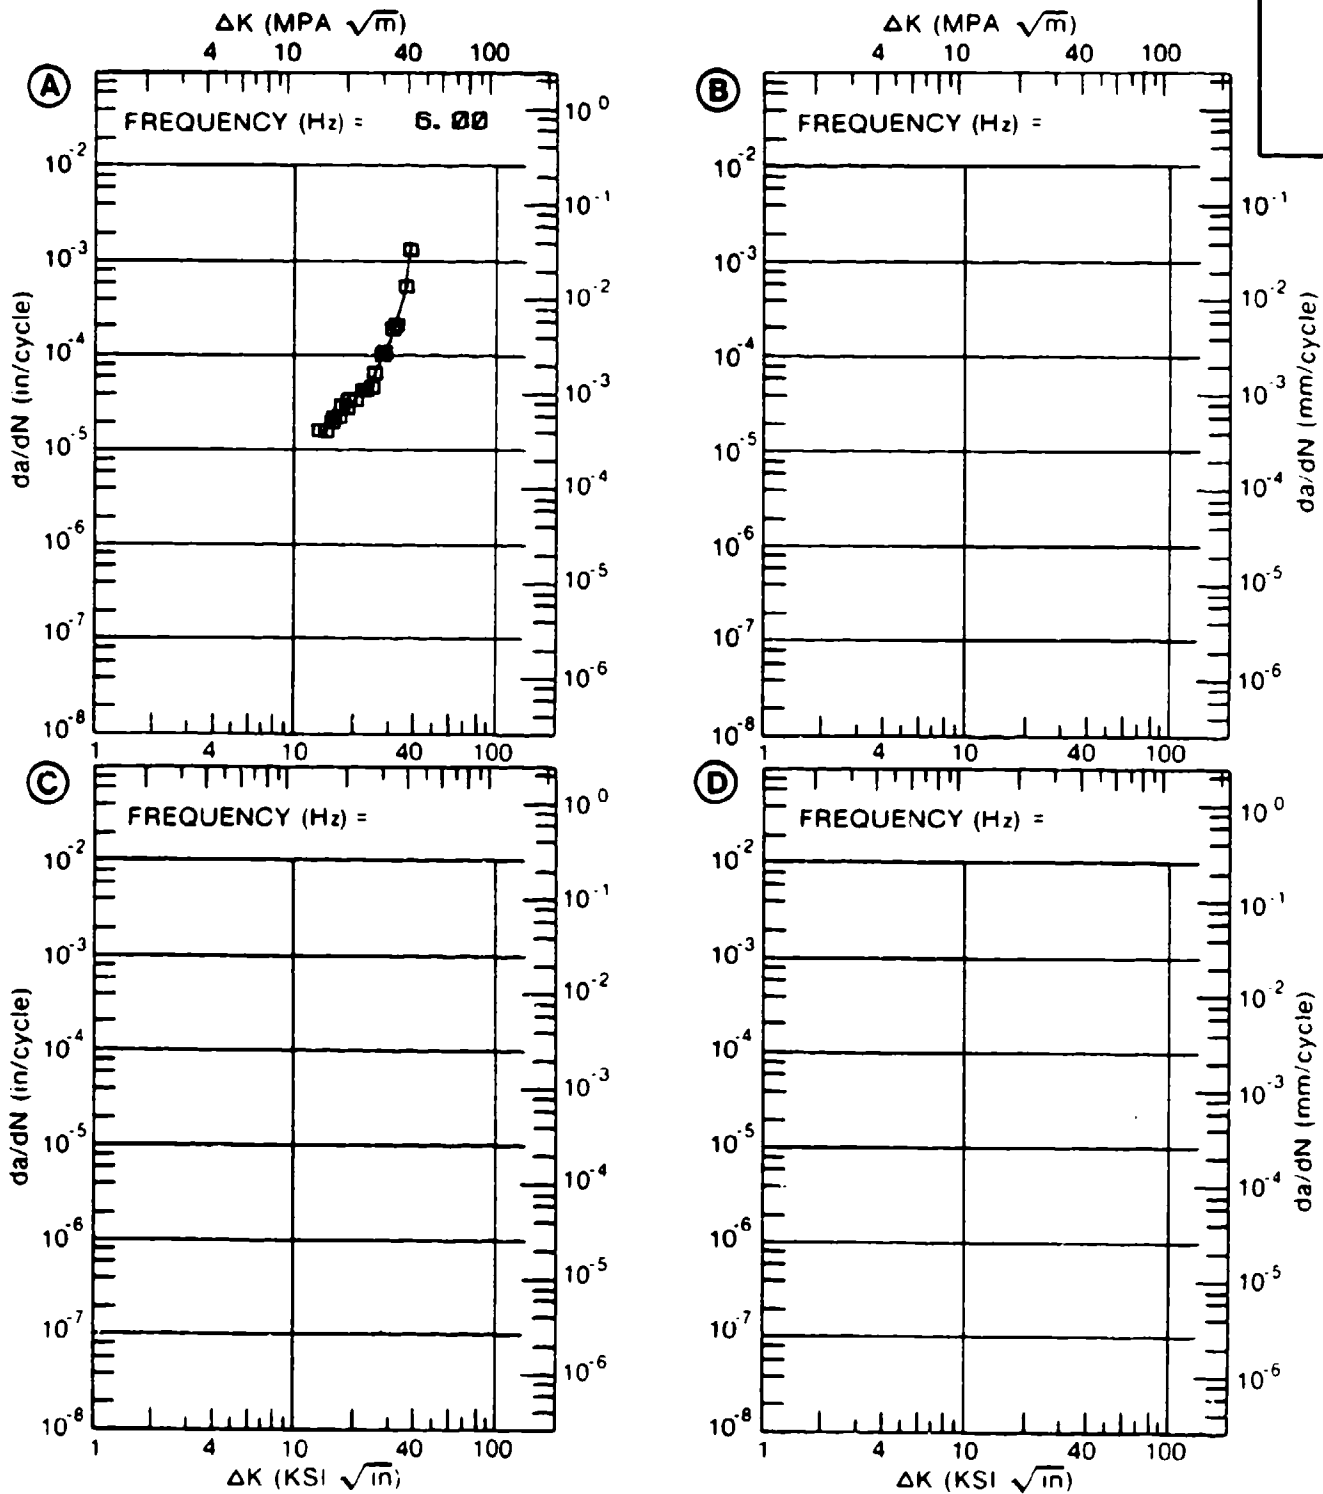 ΔK (MPA √m) ΔK (MPA √m)
4 10 40 100 4 10 40 100
A B
FREQUENCY (Hz) = 6.00 FREQUENCY (Hz) =
10^0
10^-2 10^-2
10^-1 10^-1
10^-3 10^-3
10^-2 10^-2
da/dN (in/cycle) da/dN (mm/cycle)
10^-4 10^-4
10^-3 10^-3
10^-5 10^-5
10^-4 10^-4
10^-6 10^-6
10^-5 10^-5
10^-7 10^-7
10^-6 10^-6
10^-8 10^-8
1 4 10 40 100 1 4 10 40 100
C D
10^0 10^0
FREQUENCY (Hz) = FREQUENCY (Hz) =
10^-2 10^-2
10^-1 10^-1
10^-3 10^-3
10^-2 10^-2
da/dN (in/cycle) da/dN (mm/cycle)
10^-4 10^-4
10^-3 10^-3
10^-5 10^-5
10^-4 10^-4
10^-6 10^-6
10^-5 10^-5
10^-7 10^-7
10^-6 10^-6
10^-8 10^-8
1 4 10 40 100 1 4 10 40 100
ΔK (KSI √in) ΔK (KSI √in)